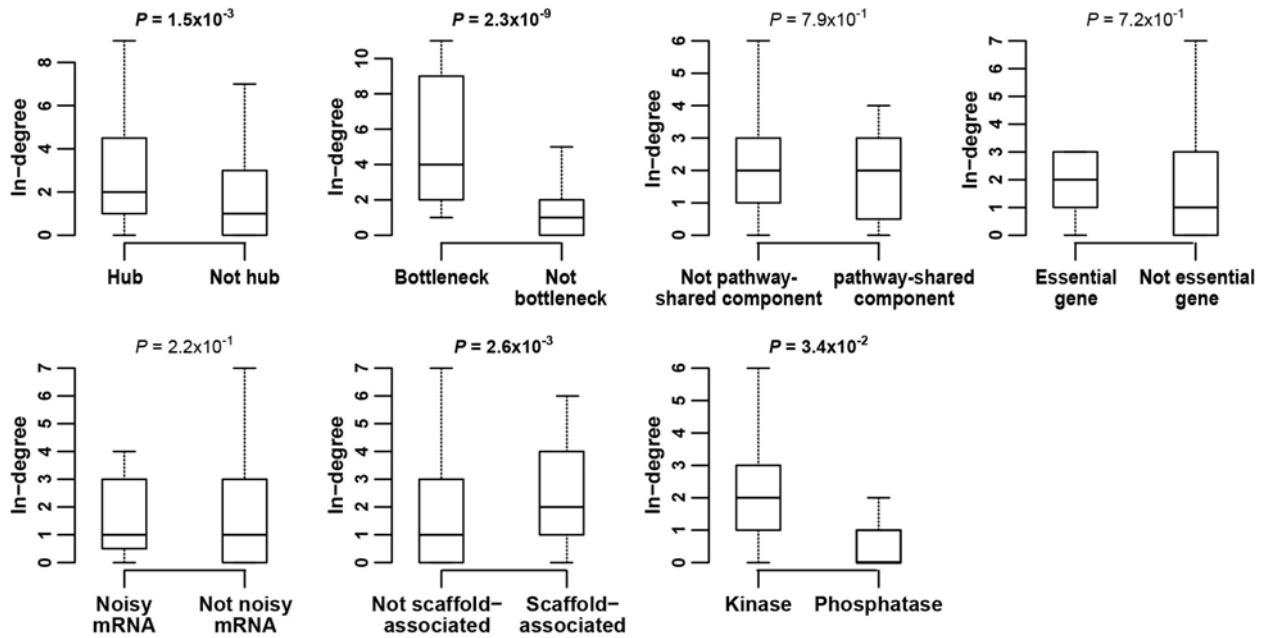 P = 1.5x10-3
In-degree
8
6
4
2
0
Hub
Not hub
P = 2.3x10-9
In-degree
10
8
6
4
2
0
Bottleneck
Not
bottleneck
P = 7.9x10-1
In-degree
6
5
4
3
2
1
0
Not pathway-
shared component
pathway-shared
component
P = 7.2x10-1
In-degree
7
6
5
4
3
2
1
0
Essential
gene
Not essential
gene
P = 2.2x10-1
In-degree
7
6
5
4
3
2
1
0
Noisy
mRNA
Not noisy
mRNA
P = 2.6x10-3
In-degree
7
6
5
4
3
2
1
0
Not scaffold-
associated
Scaffold-
associated
P = 3.4x10-2
In-degree
6
5
4
3
2
1
0
Kinase
Phosphatase